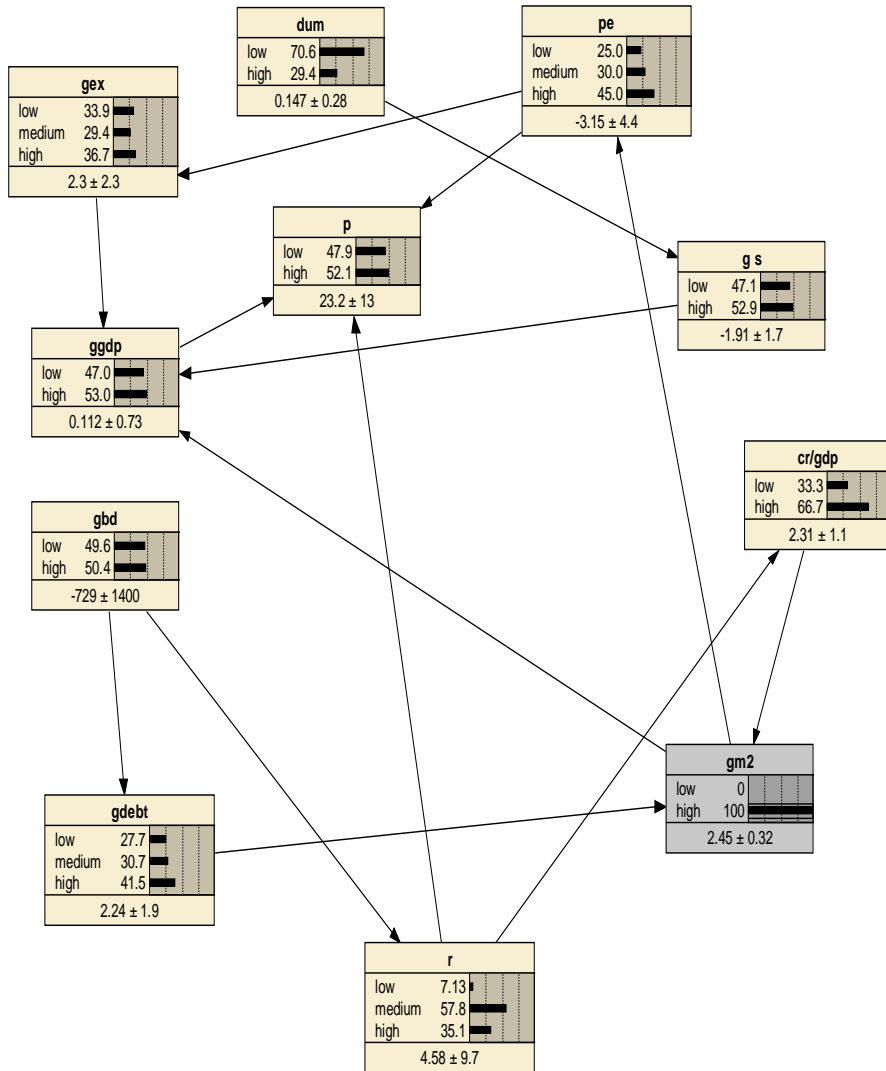 dum
low 70.6
high 29.4
0.147 ± 0.28
pe
low 25.0
medium 30.0
high 45.0
-3.15 ± 4.4
gex
low 33.9
medium 29.4
high 36.7
2.3 ± 2.3
p
low 47.9
high 52.1
23.2 ± 13
g s
low 47.1
high 52.9
-1.91 ± 1.7
ggdp
low 47.0
high 53.0
0.112 ± 0.73
cr/gdp
low 33.3
high 66.7
2.31 ± 1.1
gbd
low 49.6
high 50.4
-729 ± 1400
gm2
low 0
high 100
2.45 ± 0.32
gdebt
low 27.7
medium 30.7
high 41.5
2.24 ± 1.9
r
low 7.13
medium 57.8
high 35.1
4.58 ± 9.7